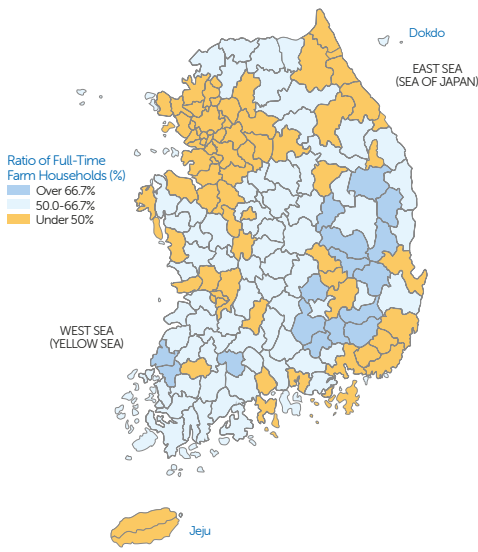 Dokdo
EAST SEA
(SEA OF JAPAN)
Ratio of Full-Time
Farm Households (%)
Over 66.7%
50.0-66.7%
Under 50%
WEST SEA
(YELLOW SEA)
Jeju